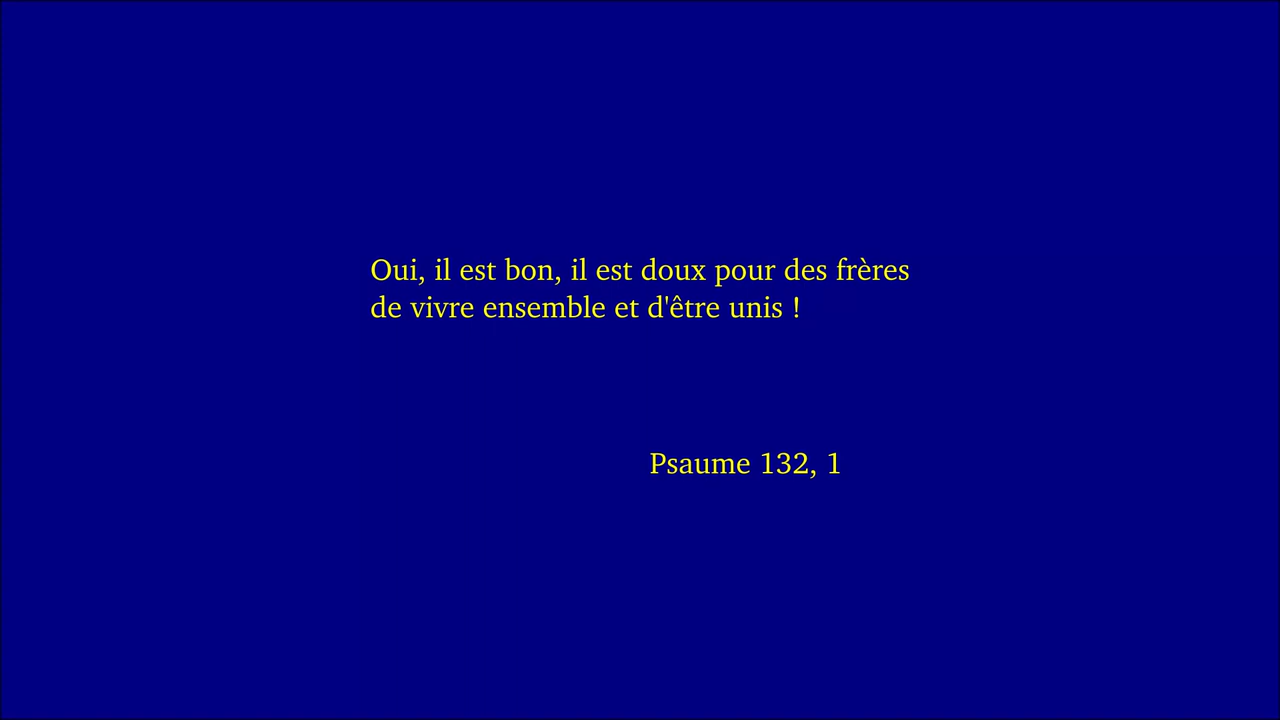 Oui, il est bon, il est doux pour des frères
de vivre ensemble et d'être unis !
Psaume 132, 1